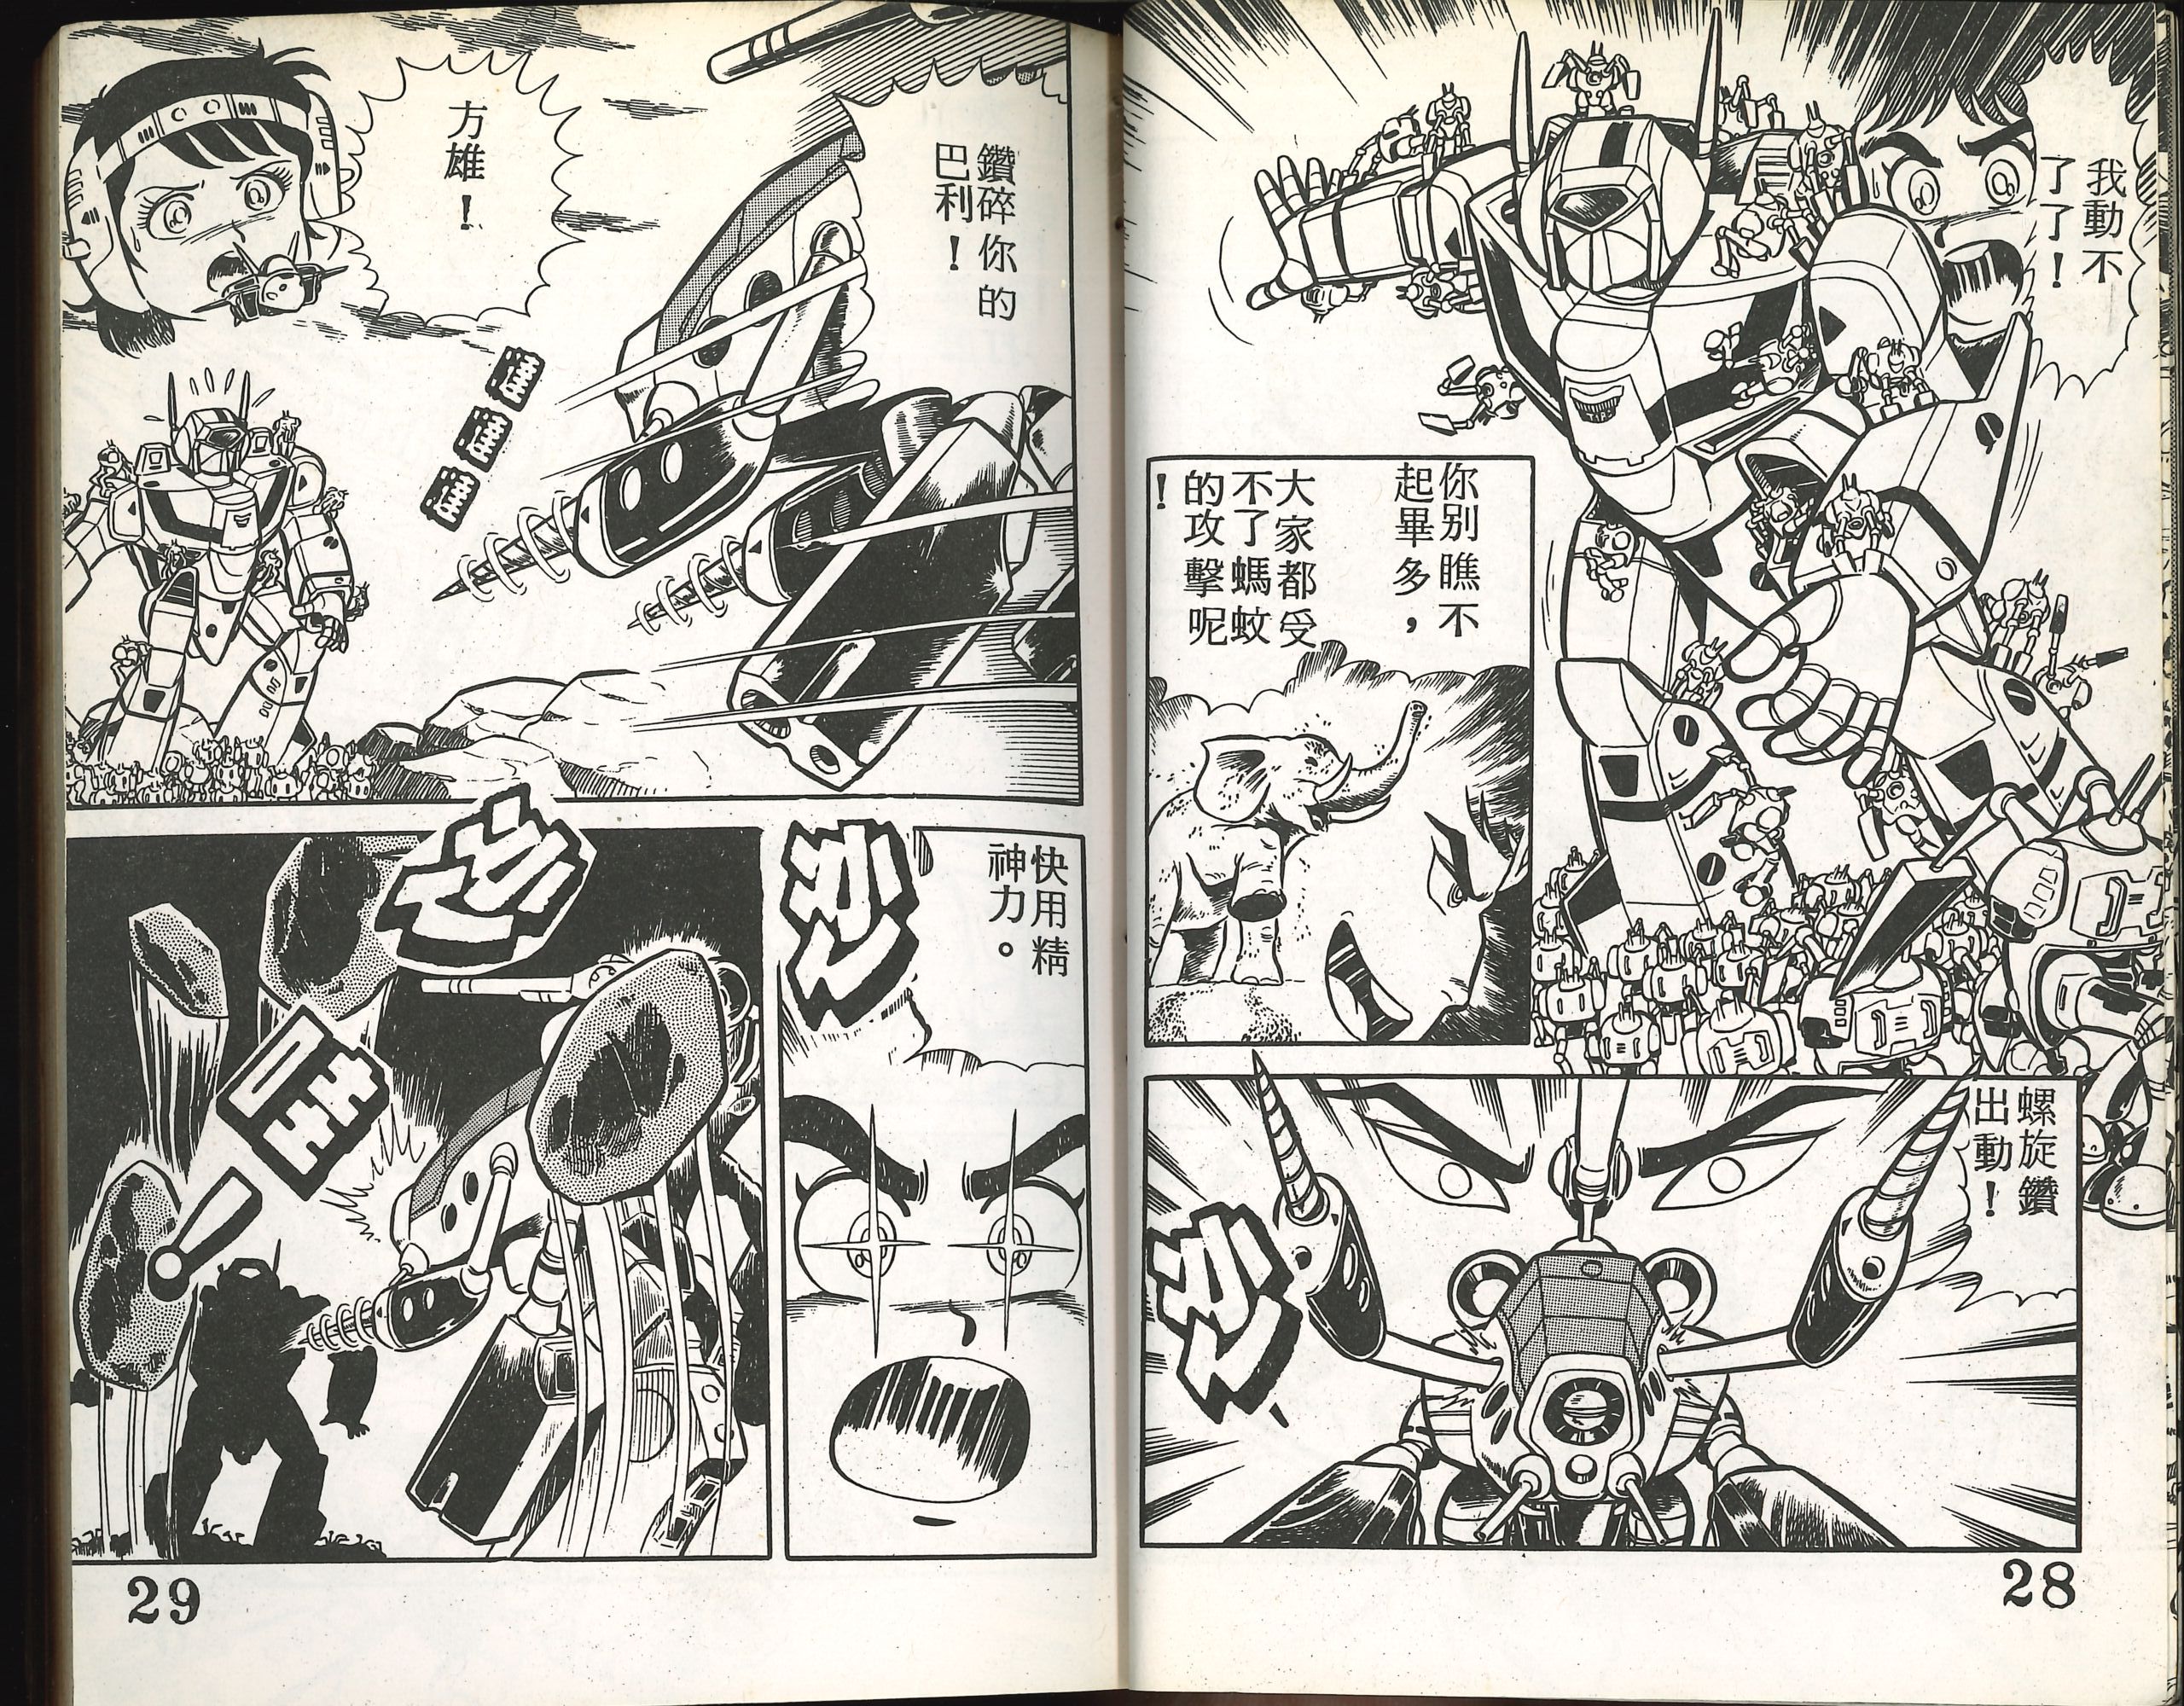 我動不
了了！
你別瞧不
起畢多，
大家都受
不了螞蚊
的攻擊呢
！
螺旋鑽
出動！
沙
28
鑽碎你的
巴利！
方雄！
達達達
快用精
神力。
沙
哇！
29